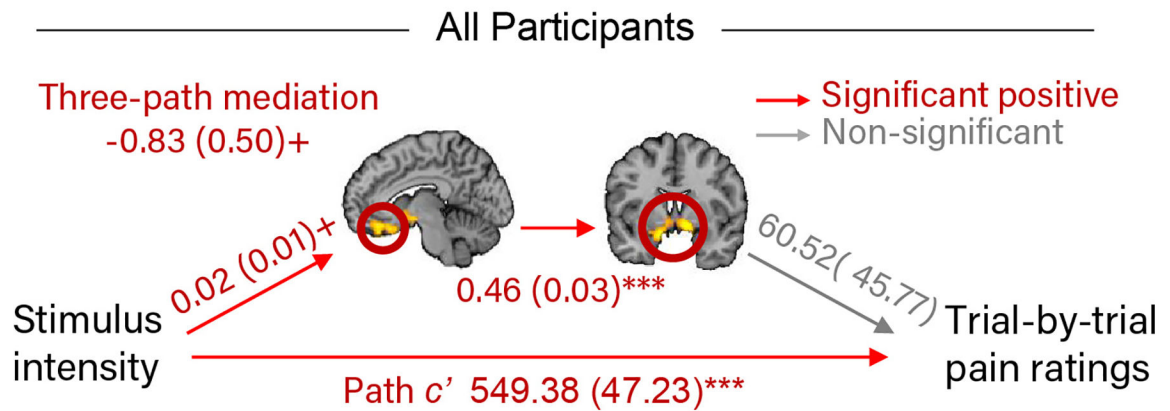 All Participants
Three-path mediation
-0.83 (0.50)+
Significant positive
Non-significant
0.02 (0.01)+
0.46 (0.03)***
60.52( 45.77)
Stimulus
intensity
Trial-by-trial
pain ratings
Path c’ 549.38 (47.23)***